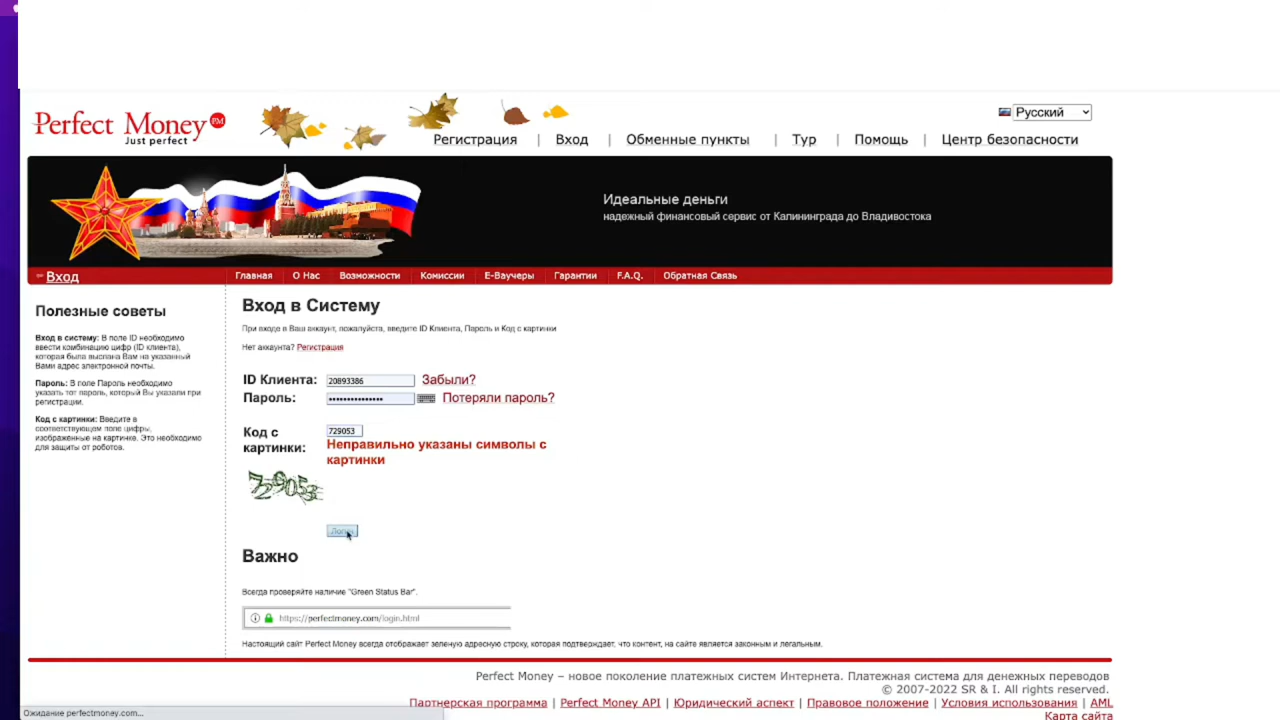 Perfect Money PM
Just perfect
Русский
Регистрация | Вход | Обменные пункты | Тур | Помощь | Центр безопасности
Идеальные деньги
надежный финансовый сервис от Калининграда до Владивостока
Вход
Главная О Нас Возможности Комиссии E-Ваучеры Гарантии F.A.Q. Обратная Связь
Полезные советы
Вход в систему: В поле ID необходимо
ввести комбинацию цифр (ID клиента),
которая была выслана Вам на указанный
Вами адрес электронной почты.
Пароль: В поле Пароль необходимо
указать тот пароль, который Вы указали при
регистрации.
Код с картинки: Введите в
соответствующем поле цифры,
изображенные на картинке. Это необходимо
для защиты от роботов.
Вход в Систему
При входе в Ваш аккаунт, пожалуйста, введите ID Клиента, Пароль и Код с картинки
Нет аккаунта? Регистрация
ID Клиента: 20893386 Забыли?
Пароль: ••••••••••••••• Потеряли пароль?
Код с
картинки:
729053
Неправильно указаны символы с
картинки
729053
Логин
Важно
Всегда проверяйте наличие "Green Status Bar".
https://perfectmoney.com/login.html
Настоящий сайт Perfect Money всегда отображает зеленую адресную строку, которая подтверждает, что контент, на сайте является законным и легальным.
Perfect Money – новое поколение платежных систем Интернета. Платежная система для денежных переводов
© 2007-2022 SR & I. All rights reserved.
Партнерская программа | Perfect Money API | Юридический аспект | Правовое положение | Условия использования | AML
Карта сайта
Ожидание perfectmoney.com...